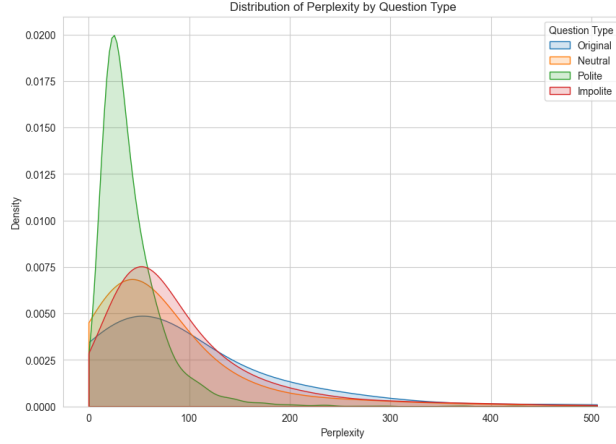 Distribution of Perplexity by Question Type
Question Type
Original
Neutral
Polite
Impolite
0.0200
0.0175
0.0150
0.0125
0.0100
0.0075
0.0050
0.0025
0.0000
Density
0 100 200 300 400 500
Perplexity